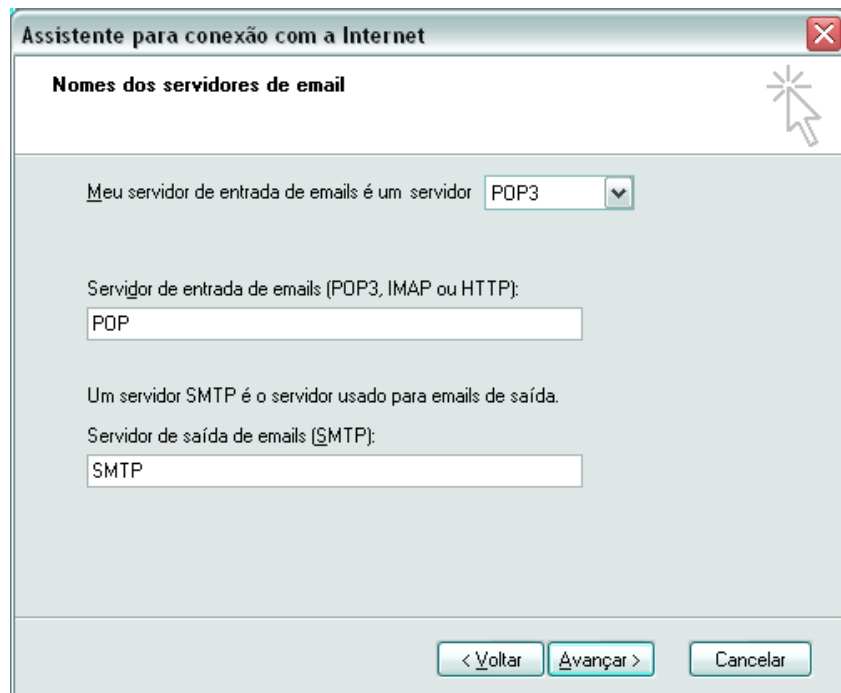 Assistente para conexão com a Internet
Nomes dos servidores de email
Meu servidor de entrada de emails é um servidor POP3
Servidor de entrada de emails (POP3, IMAP ou HTTP):
POP
Um servidor SMTP é o servidor usado para emails de saída.
Servidor de saída de emails (SMTP):
SMTP
< Voltar Avançar > Cancelar